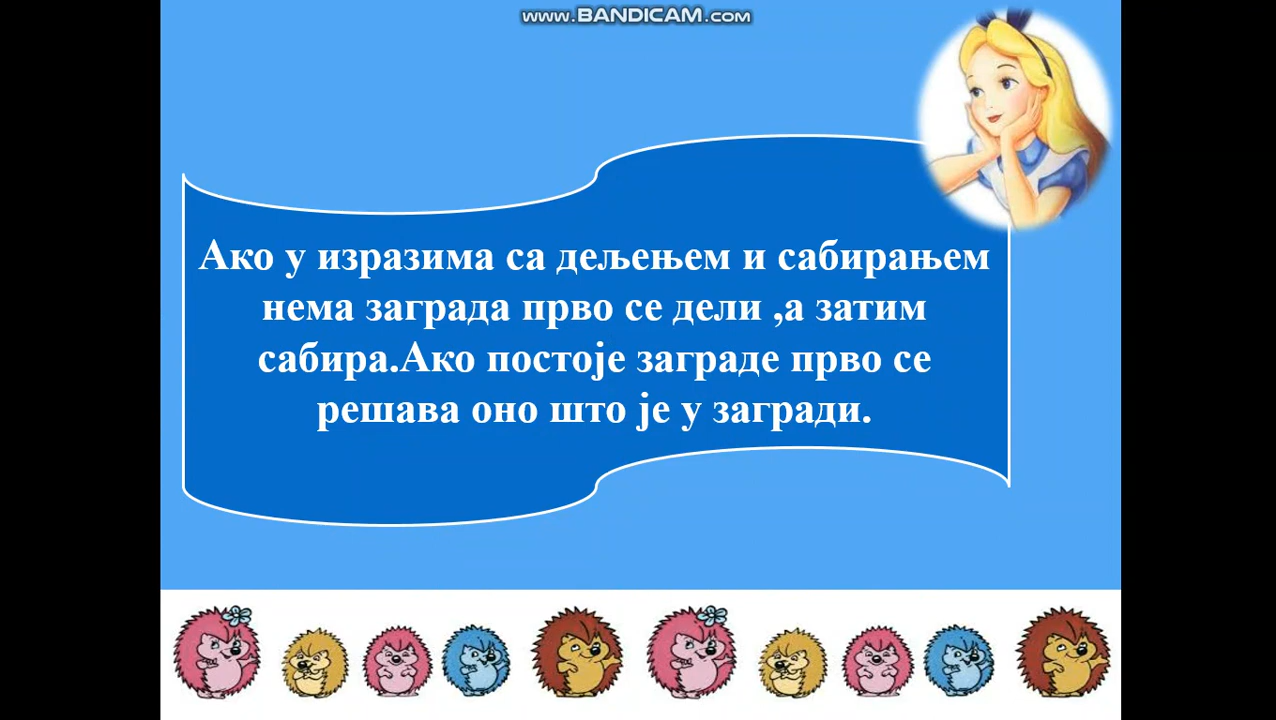 www.BANDICAM.com
Ако у изразима са дељењем и сабирањем
нема заграда прво се дели ,а затим
сабира.Ако постоје заграде прво се
решава оно што је у загради.